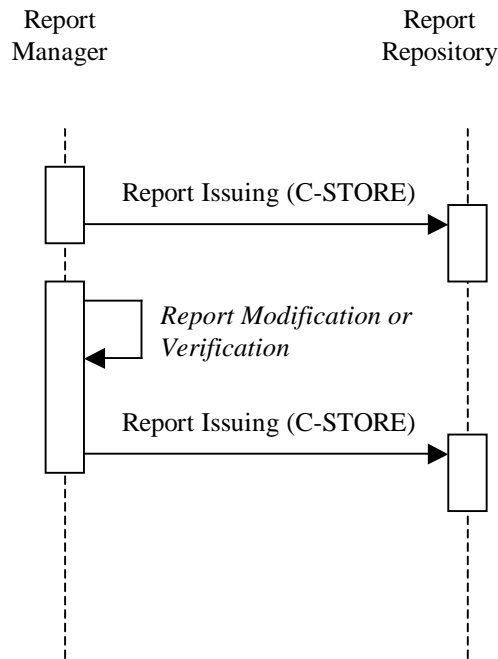 Report
Manager
Report
Repository
Report Issuing (C-STORE)
Report Modification or
Verification
Report Issuing (C-STORE)